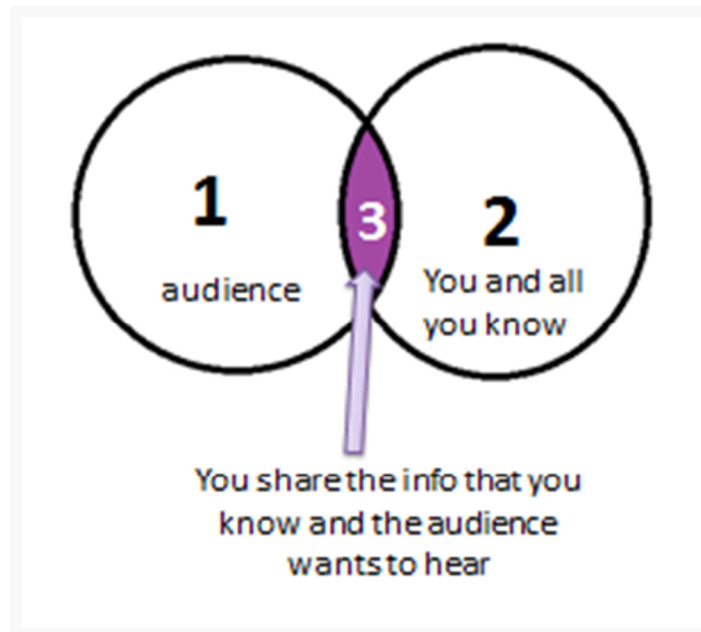 1
audience
3
2
You and all
you know
You share the info that you
know and the audience
wants to hear